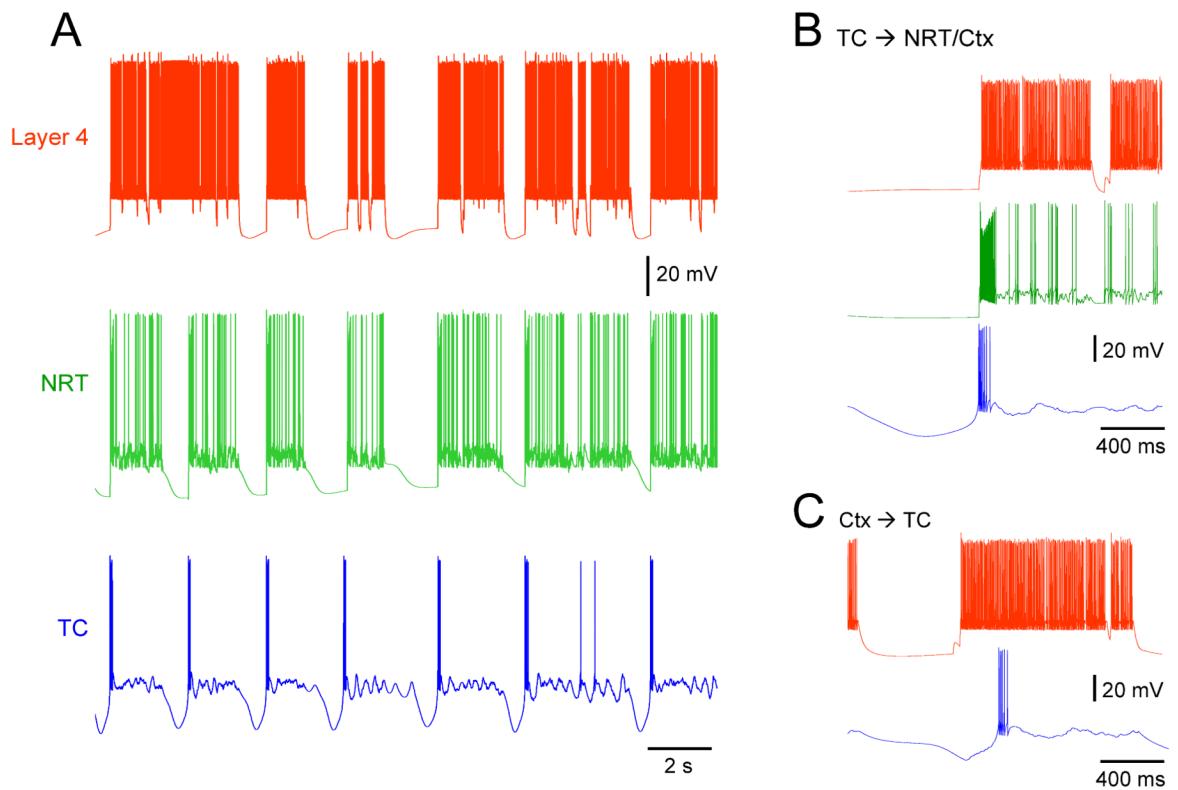 A
Layer 4
20 mV
NRT
TC
2 s
B TC → NRT/Ctx
20 mV
400 ms
C Ctx → TC
20 mV
400 ms